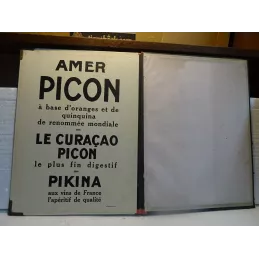 AMER
PICON
à base d'oranges et de
quinquina
de renommée mondiale
LE CURAÇAO
PICON
le plus fin digestif
PIKINA
aux vins de France
l'apéritif de qualité